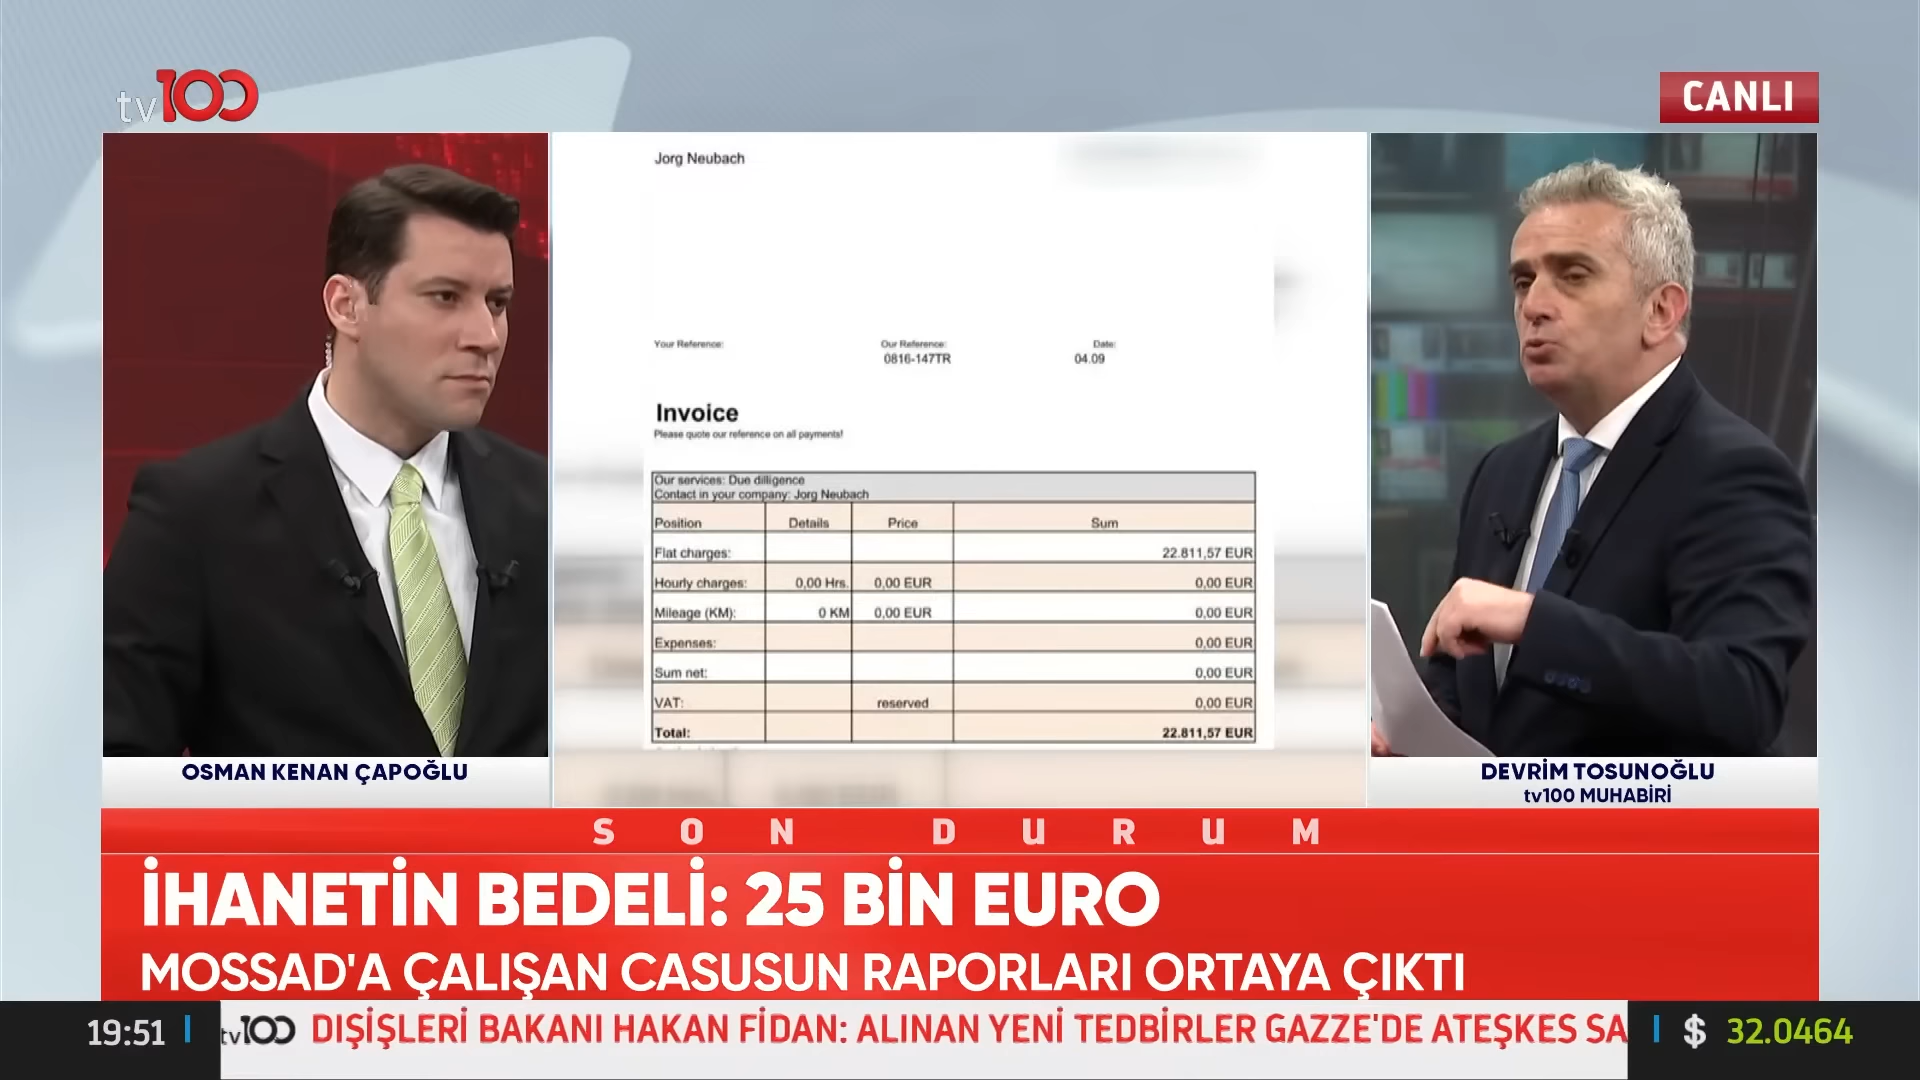 tv100
CANLI
Jorg Neubach
Your Reference:
Our Reference:
Date:
0816-147TR
04.09
Invoice
Please quote our reference on all payments!
Our services: Due dilligence
Contact in your company: Jorg Neubach
Position Details Price Sum
Flat charges: 22.811,57 EUR
Hourly charges: 0,00 Hrs. 0,00 EUR 0,00 EUR
Mileage (KM): 0 KM 0,00 EUR 0,00 EUR
Expenses: 0,00 EUR
Sum net: 0,00 EUR
VAT: reserved 0,00 EUR
Total: 22.811,57 EUR
OSMAN KENAN ÇAPOĞLU
DEVRİM TOSUNOĞLU
tv100 MUHABİRİ
SON DURUM
İHANETİN BEDELİ: 25 BİN EURO
MOSSAD'A ÇALIŞAN CASUSUN RAPORLARI ORTAYA ÇIKTI
19:51 tv100 DIŞİŞLERİ BAKANI HAKAN FİDAN: ALINAN YENİ TEDBİRLER GAZZE'DE ATEŞKES SA $ 32.0464